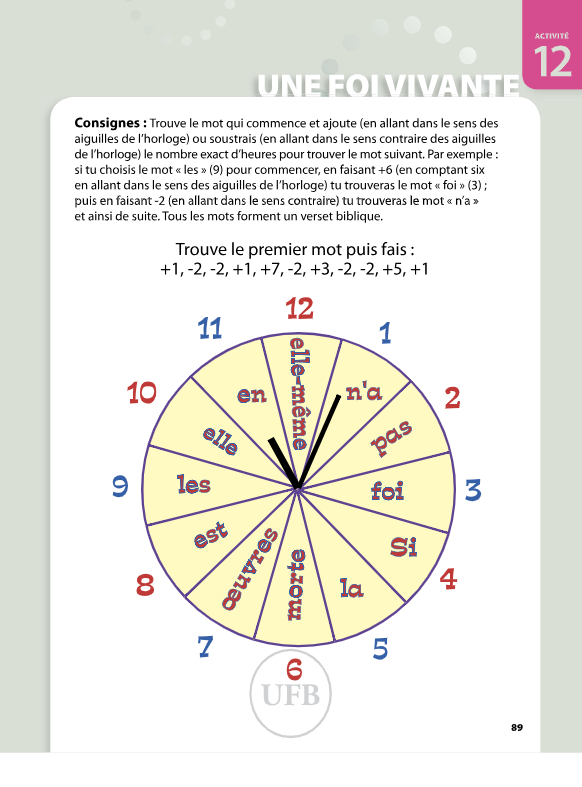 ACTIVITÉ
12
UNE FOI VIVANTE
Consignes : Trouve le mot qui commence et ajoute (en allant dans le sens des
aiguilles de l'horloge) ou soustrais (en allant dans le sens contraire des aiguilles
de l'horloge) le nombre exact d'heures pour trouver le mot suivant. Par exemple :
si tu choisis le mot « les » (9) pour commencer, en faisant +6 (en comptant six
en allant dans le sens des aiguilles de l'horloge) tu trouveras le mot « foi » (3) ;
puis en faisant -2 (en allant dans le sens contraire) tu trouveras le mot « n'a »
et ainsi de suite. Tous les mots forment un verset biblique.
Trouve le premier mot puis fais :
+1, -2, -2, +1, +7, -2, +3, -2, -2, +5, +1
12
elle-même
1
n'a
2
pas
3
foi
4
Si
5
la
6
morte
7
œuvres
8
est
9
les
10
elle
11
en
UFB
89